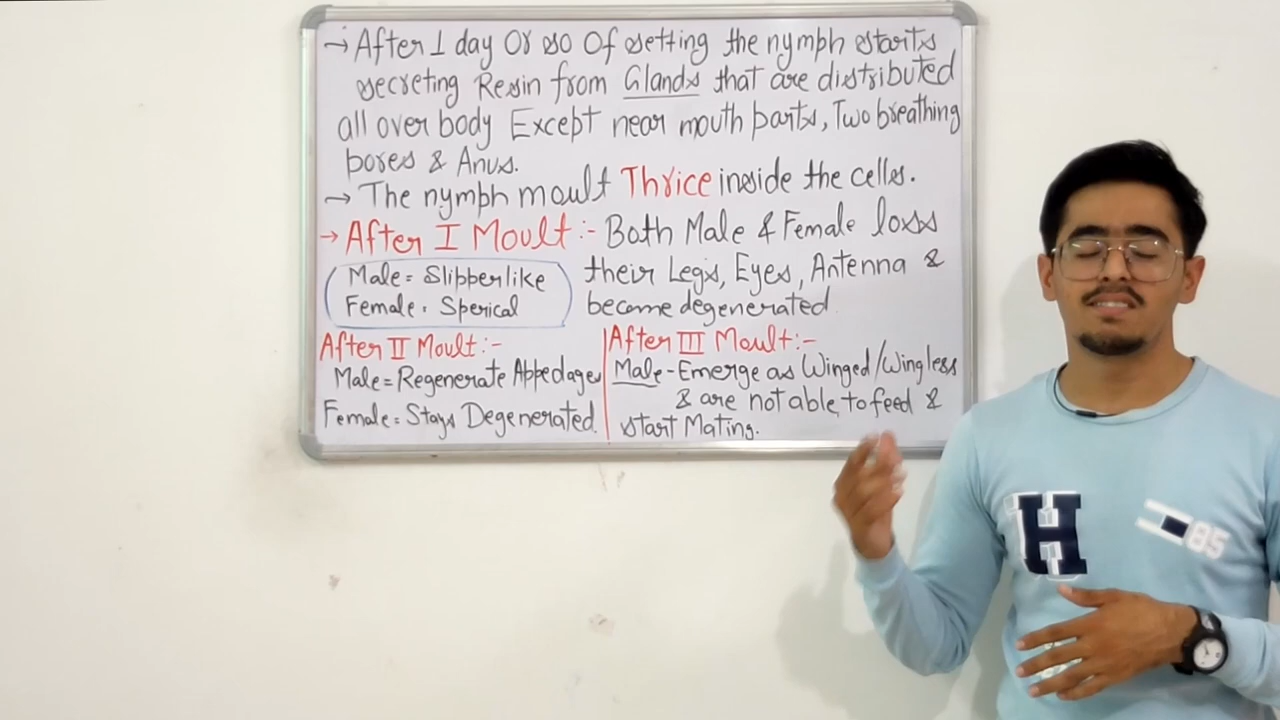 → After 1 day Or so Of setting the nymph starts
secreting Resin from Glands that are distributed
all over body Except near mouth parts, Two breathing
pores & Anus.
→ The nymph moult Thrice inside the cells.
→ After I Moult :- Both Male & Female loss
their Legs, Eyes, Antenna &
become degenerated
Male = Slipperlike
Female = Sperical
After II Moult :-
Male = Regenerate Appedages
Female = Stays Degenerated.
After III Moult :-
Male - Emerge as Winged/Wingless
& are not able to feed &
start Mating.
H
85